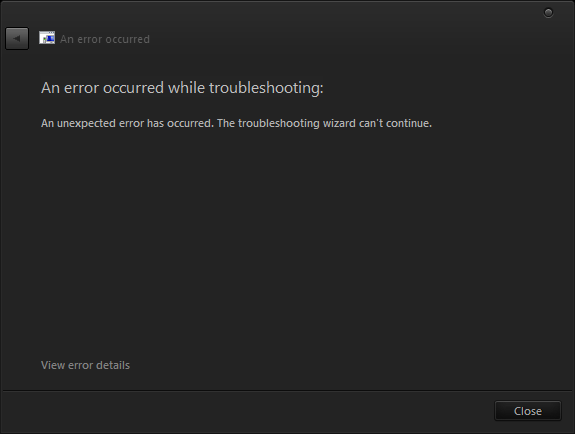 An error occurred
An error occurred while troubleshooting:
An unexpected error has occurred. The troubleshooting wizard can't continue.
View error details
Close